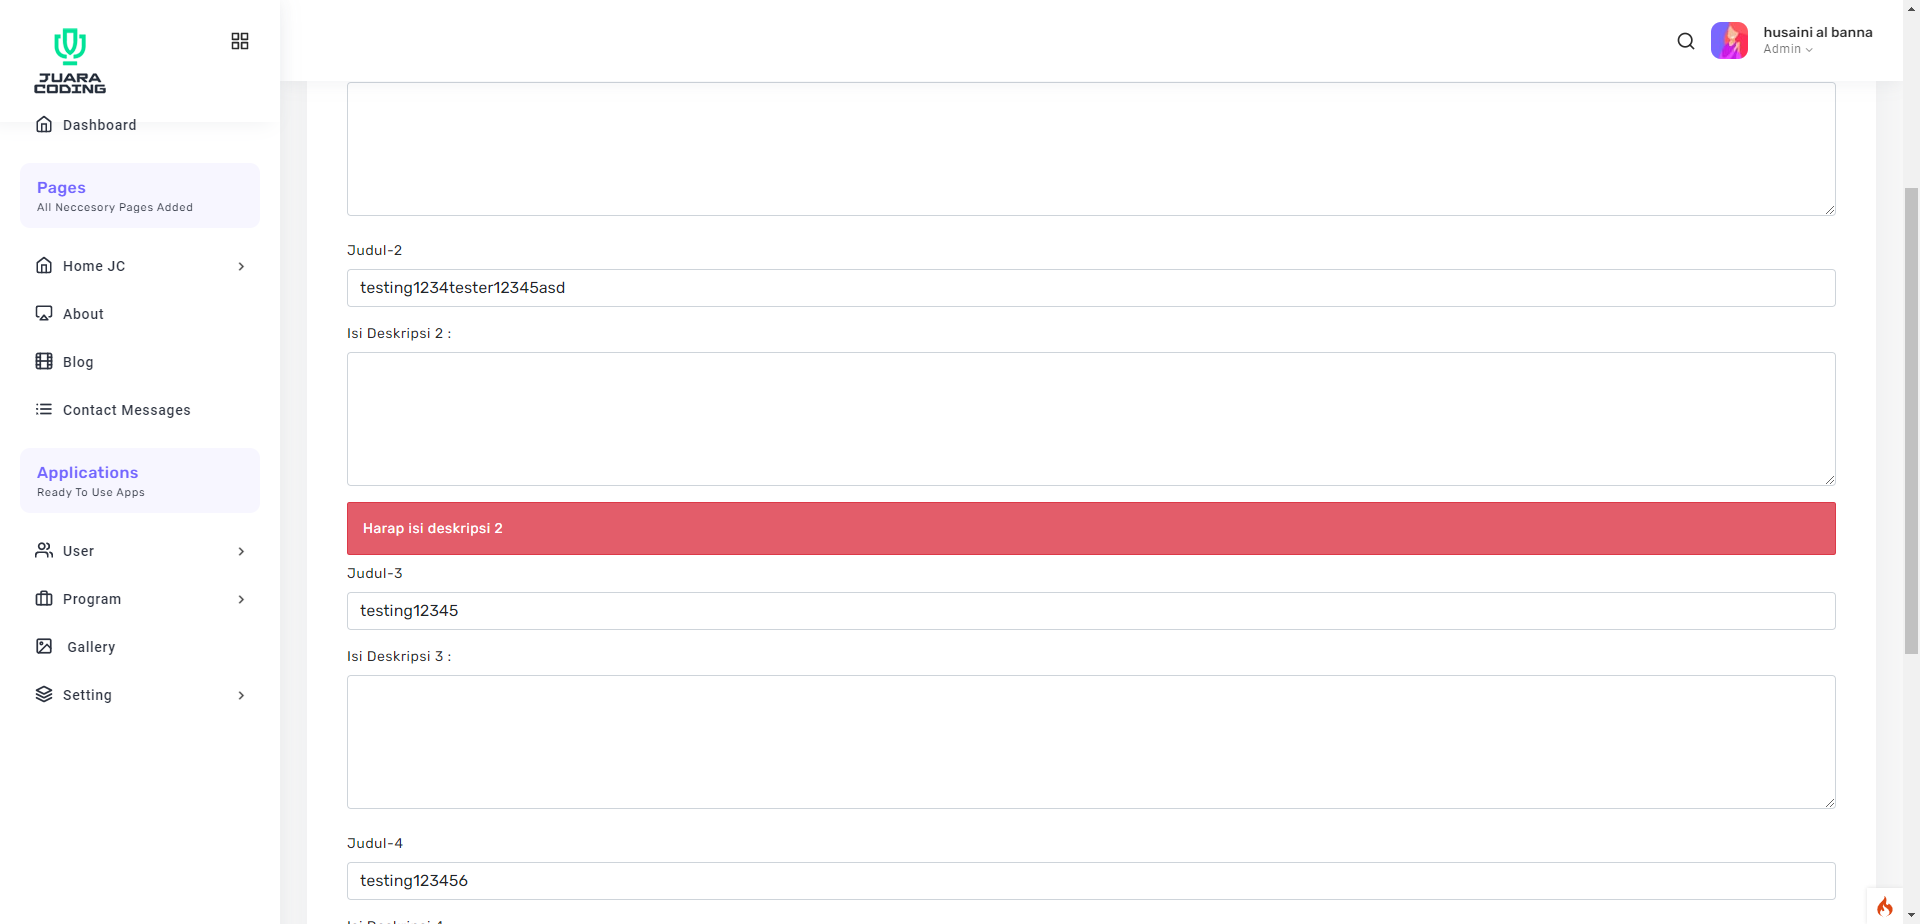 JUARA
CODING
husaini al banna
Admin
Dashboard
Pages
All Neccesory Pages Added
Home JC
About
Blog
Contact Messages
Applications
Ready To Use Apps
User
Program
Gallery
Setting
Judul-2
testing1234tester12345asd
Isi Deskripsi 2 :
Harap isi deskripsi 2
Judul-3
testing12345
Isi Deskripsi 3 :
Judul-4
testing123456